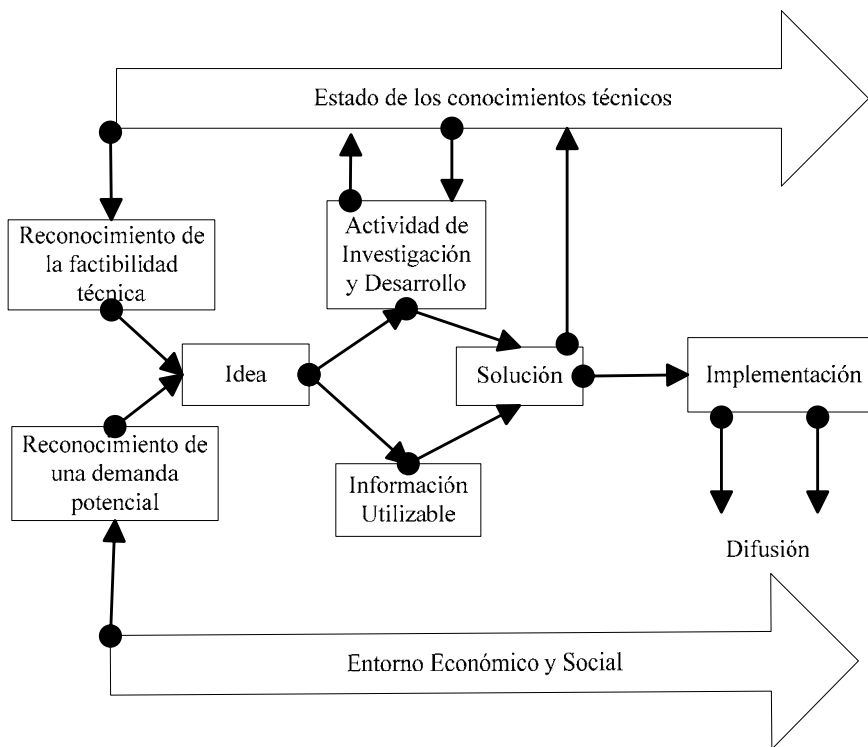 Estado de los conocimientos técnicos
Reconocimiento de
la factibilidad
técnica
Actividad de
Investigación
y Desarrollo
Idea
Solución
Implementación
Reconocimiento de
una demanda
potencial
Información
Utilizable
Difusión
Entorno Económico y Social